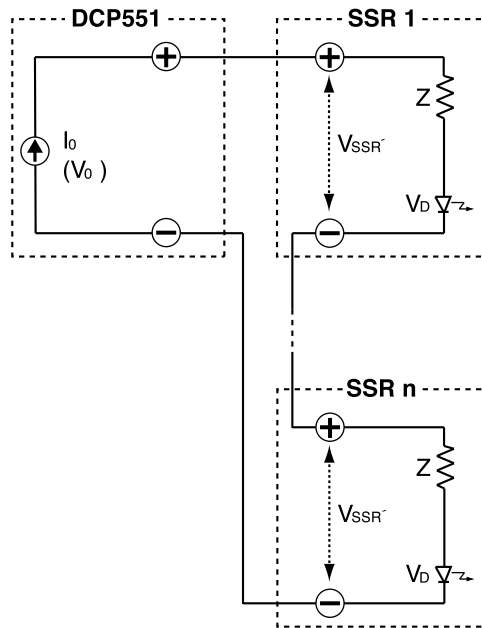 DCP551
SSR 1
I0
(V0 )
VSSR´
Z
VD
SSR n
VSSR´
Z
VD